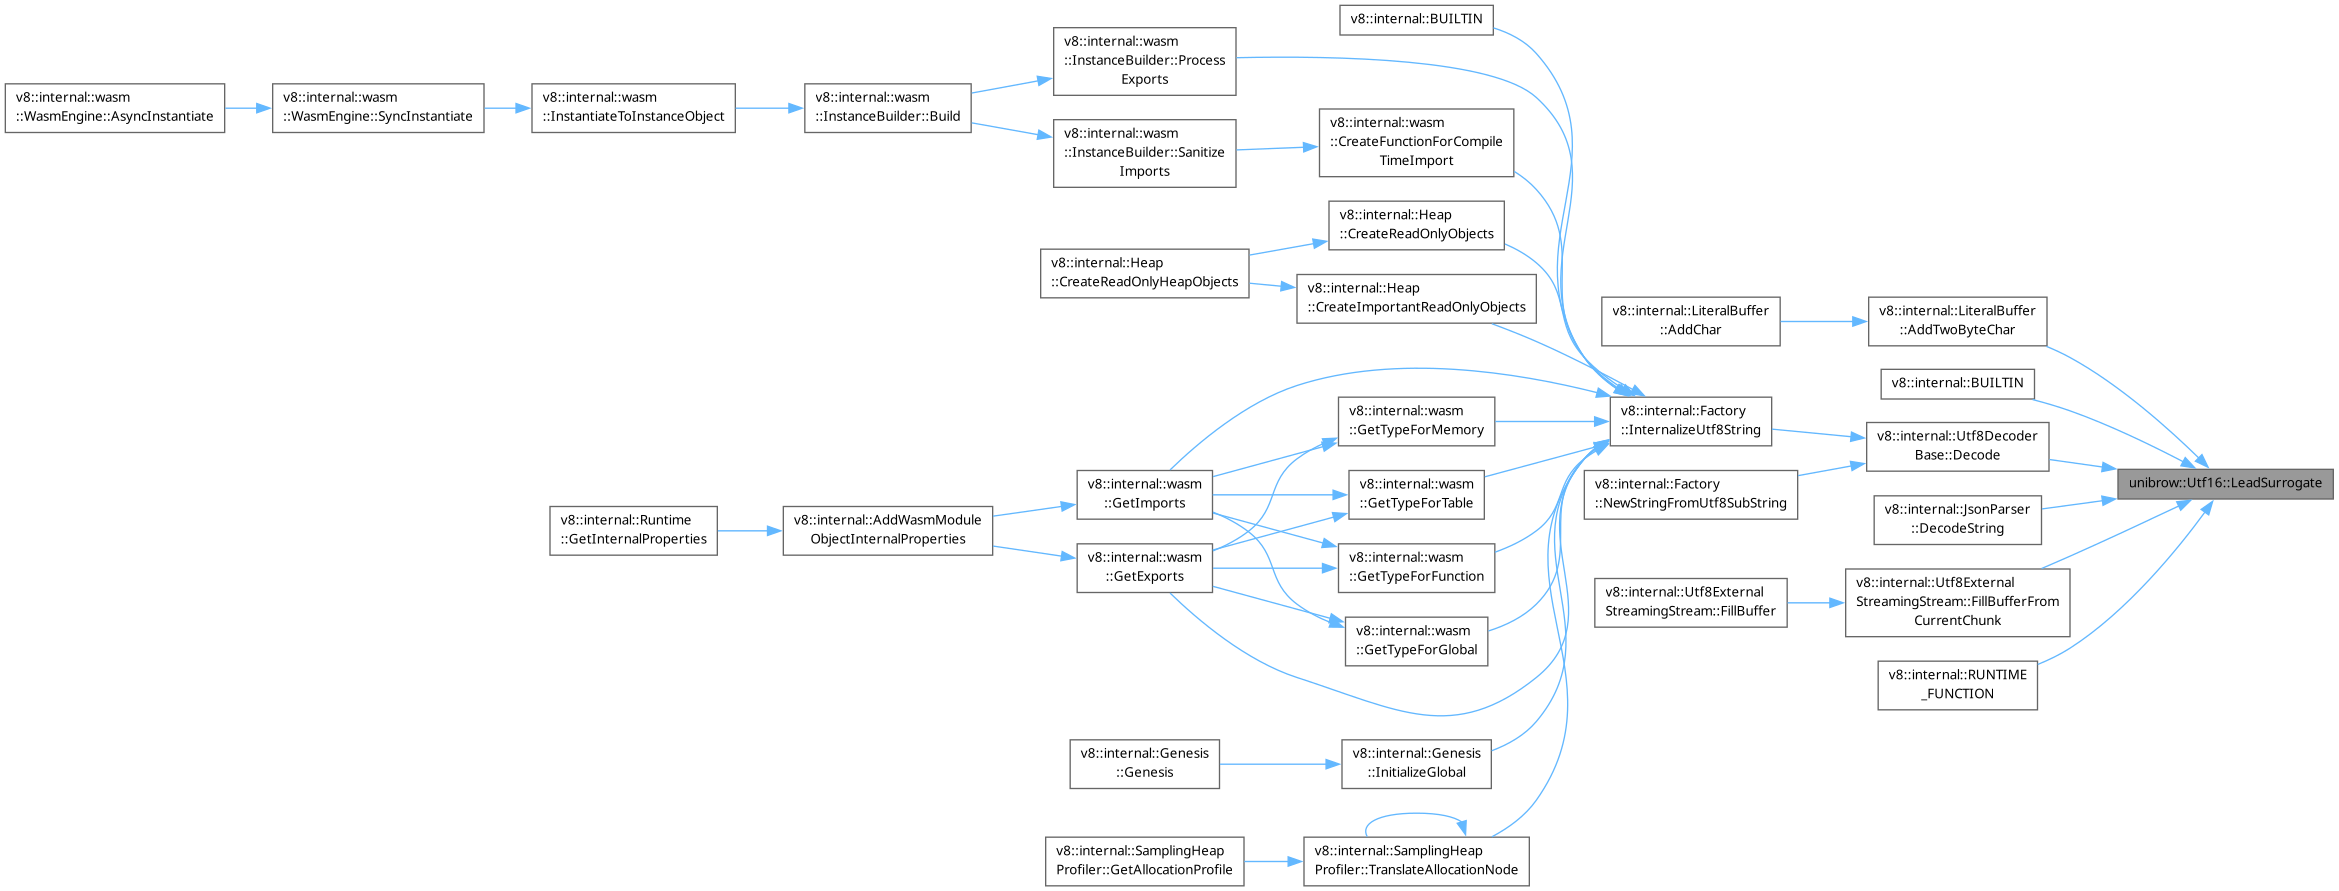 v8::internal::BUILTIN
v8::internal::wasm
::InstanceBuilder::Process
Exports
v8::internal::wasm
::WasmEngine::AsyncInstantiate
v8::internal::wasm
::WasmEngine::SyncInstantiate
v8::internal::wasm
::InstantiateToInstanceObject
v8::internal::wasm
::InstanceBuilder::Build
v8::internal::wasm
::InstanceBuilder::Sanitize
Imports
v8::internal::wasm
::CreateFunctionForCompile
TimeImport
v8::internal::Heap
::CreateReadOnlyObjects
v8::internal::Heap
::CreateReadOnlyHeapObjects
v8::internal::Heap
::CreateImportantReadOnlyObjects
v8::internal::LiteralBuffer
::AddChar
v8::internal::LiteralBuffer
::AddTwoByteChar
v8::internal::BUILTIN
v8::internal::wasm
::GetTypeForMemory
v8::internal::Factory
::InternalizeUtf8String
v8::internal::Utf8Decoder
Base::Decode
v8::internal::wasm
::GetImports
v8::internal::wasm
::GetTypeForTable
v8::internal::Factory
::NewStringFromUtf8SubString
unibrow::Utf16::LeadSurrogate
v8::internal::JsonParser
::DecodeString
v8::internal::Runtime
::GetInternalProperties
v8::internal::AddWasmModule
ObjectInternalProperties
v8::internal::wasm
::GetExports
v8::internal::wasm
::GetTypeForFunction
v8::internal::Utf8External
StreamingStream::FillBuffer
v8::internal::Utf8External
StreamingStream::FillBufferFrom
CurrentChunk
v8::internal::wasm
::GetTypeForGlobal
v8::internal::RUNTIME
_FUNCTION
v8::internal::Genesis
::Genesis
v8::internal::Genesis
::InitializeGlobal
v8::internal::SamplingHeap
Profiler::GetAllocationProfile
v8::internal::SamplingHeap
Profiler::TranslateAllocationNode